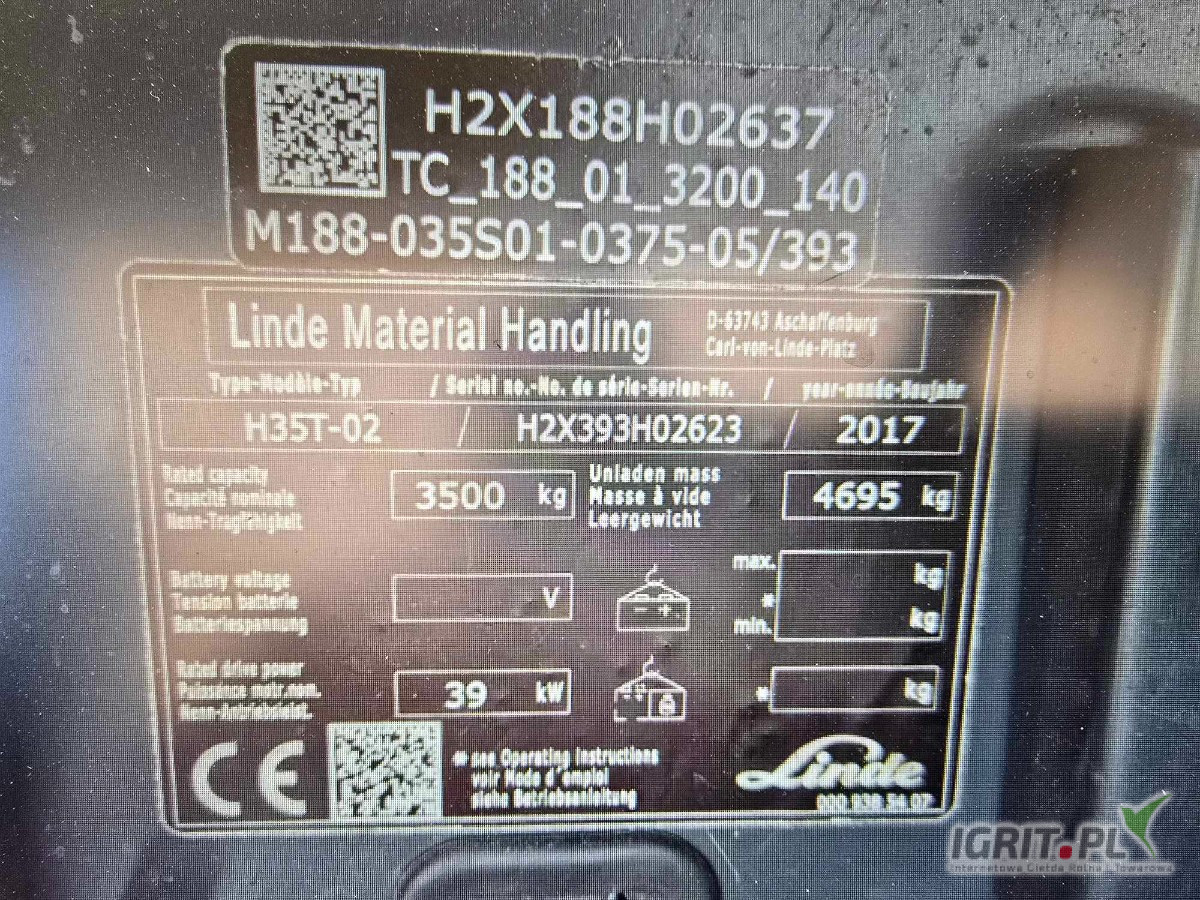 H2X188H02637
TC_188_01_3200_140
M188-035S01-0375-05/393
Linde Material Handling
D-63743 Aschaffenburg
Carl-von-Linde-Platz
Type-Modèle-Typ / Serial no.-No. de série-Serien-Nr. / year-année-Baujahr
H35T-02 / H2X393H02623 / 2017
Rated capacity
Capacité nominale
Nenn-Tragfähigkeit
3500 kg
Unladen mass
Masse à vide
Leergewicht
4695 kg
Battery voltage
Tension batterie
Batteriespannung
V
- +
max. kg
*
min. kg
Rated drive power
Puissance motr.nom.
Nenn-Antriebsleist.
39 kW
* kg
CE
* see Operating Instructions
voir Mode d'emploi
siehe Betriebsanleitung
Linde
IGRIT.PL
Internetowa Giełda Rolna i Towarowa